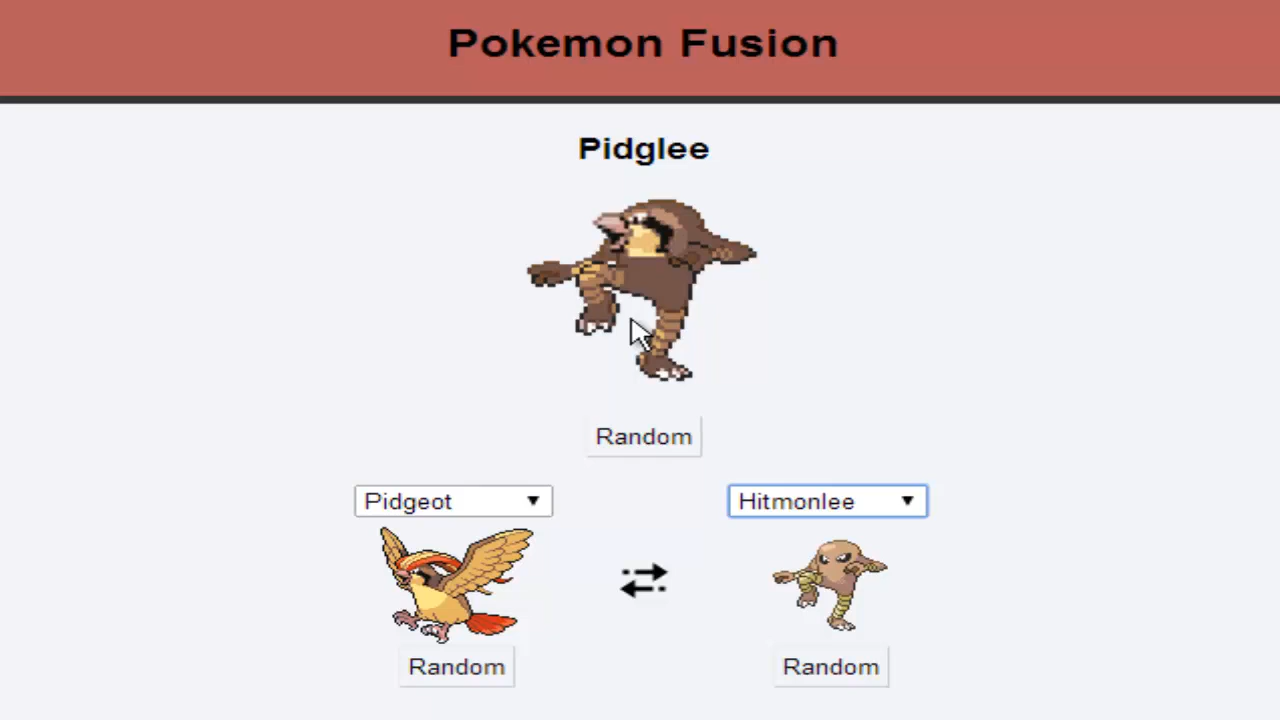 Pokemon Fusion
Pidglee
Random
Pidgeot
Hitmonlee
Random
Random